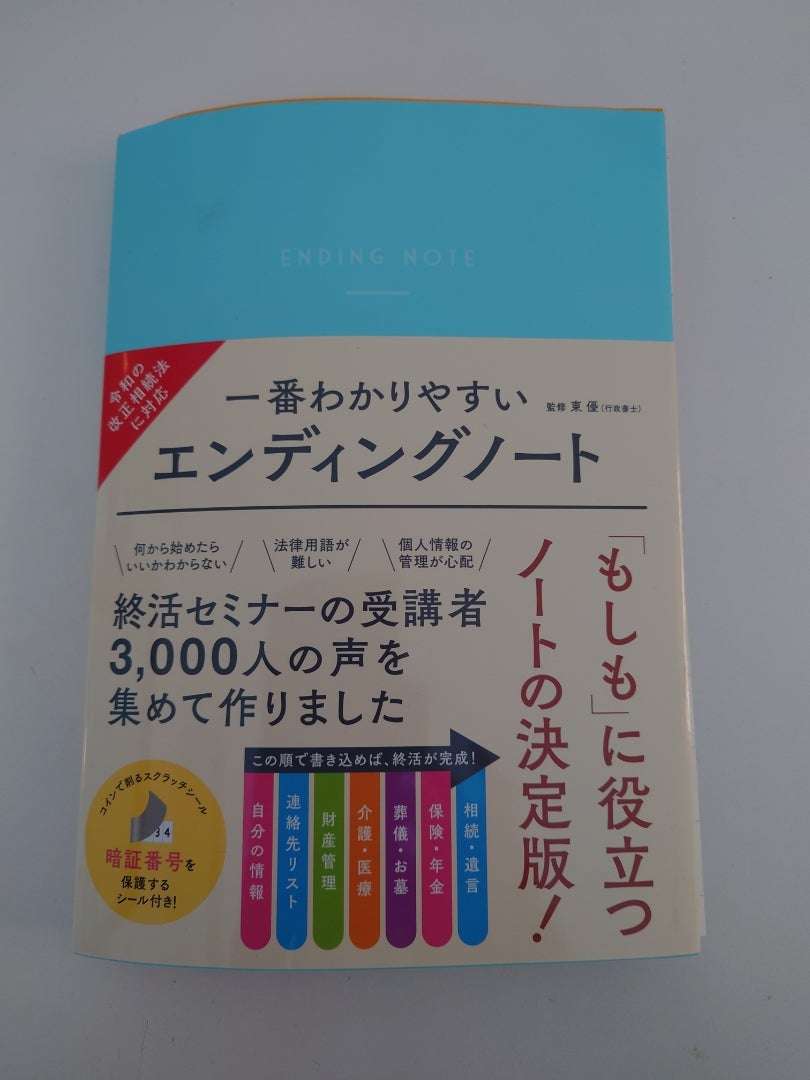 ENDING NOTE
令和の
改正相続法
に対応
一番わかりやすい
監修 東 優（行政書士）
エンディングノート
何から始めたら
いいかわからない
法律用語が
難しい
個人情報の
管理が心配
「もしも」に役立つ
ノートの決定版！
終活セミナーの受講者
3,000人の声を
集めて作りました
この順で書き込めば、終活が完成！
自分の情報
連絡先リスト
財産管理
介護・医療
葬儀・お墓
保険・年金
相続・遺言
コインで削るスクラッチシール
34
暗証番号を
保護する
シール付き！